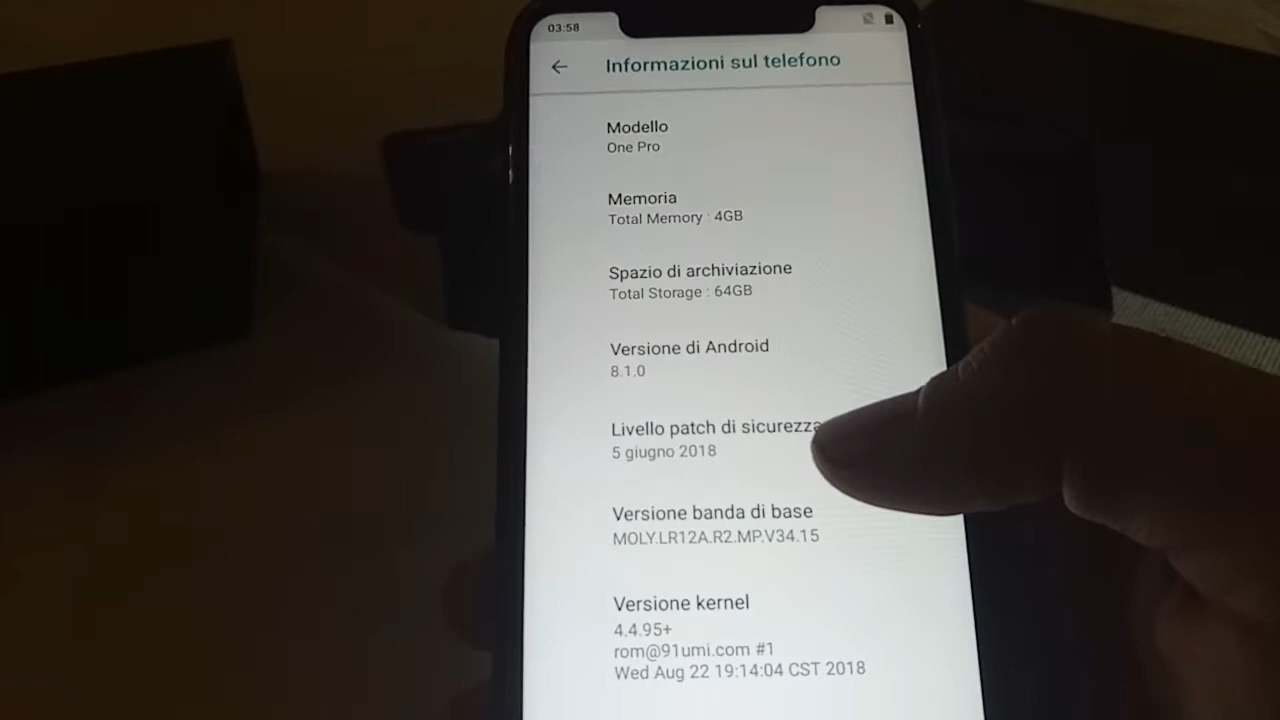 03:58
Informazioni sul telefono
Modello
One Pro
Memoria
Total Memory : 4GB
Spazio di archiviazione
Total Storage : 64GB
Versione di Android
8.1.0
Livello patch di sicurezza
5 giugno 2018
Versione banda di base
MOLY.LR12A.R2.MP.V34.15
Versione kernel
4.4.95+
rom@91umi.com #1
Wed Aug 22 19:14:04 CST 2018